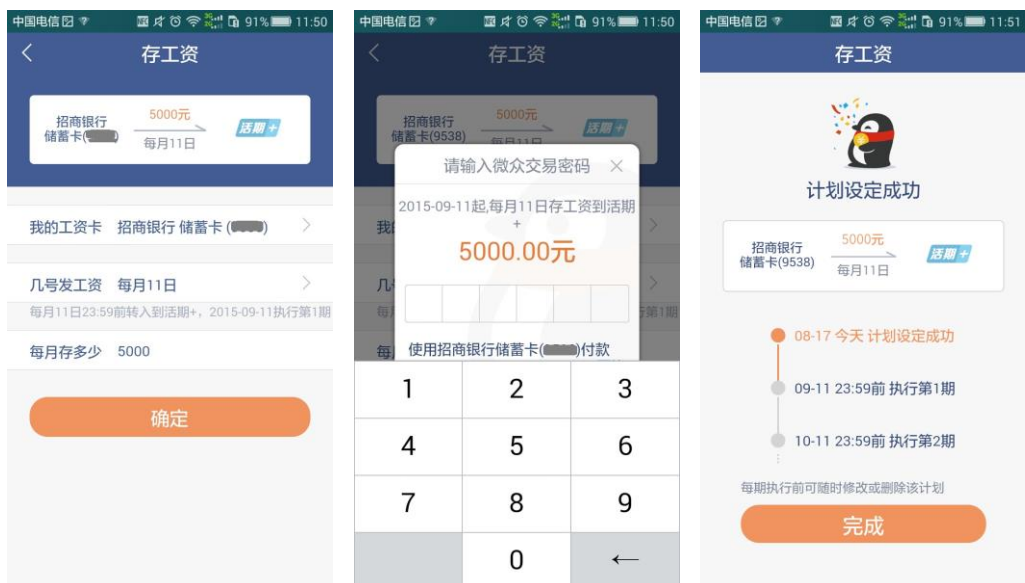 中国电信 91% 11:50
存工资
招商银行
储蓄卡(
)
5000元
每月11日
活期+
我的工资卡 招商银行 储蓄卡 ( )
几号发工资 每月11日
每月11日23:59前转入到活期+，2015-09-11执行第1期
每月存多少 5000
确定
中国电信 91% 11:50
存工资
招商银行
储蓄卡(9538)
5000元
每月11日
活期+
请输入微众交易密码 ×
2015-09-11起,每月11日存工资到活期
+
5000.00元
使用招商银行储蓄卡( )付款
1 2 3
4 5 6
7 8 9
0 ←
中国电信 91% 11:51
存工资
计划设定成功
招商银行
储蓄卡(9538)
5000元
每月11日
活期+
08-17 今天 计划设定成功
09-11 23:59前 执行第1期
10-11 23:59前 执行第2期
每期执行前可随时修改或删除该计划
完成